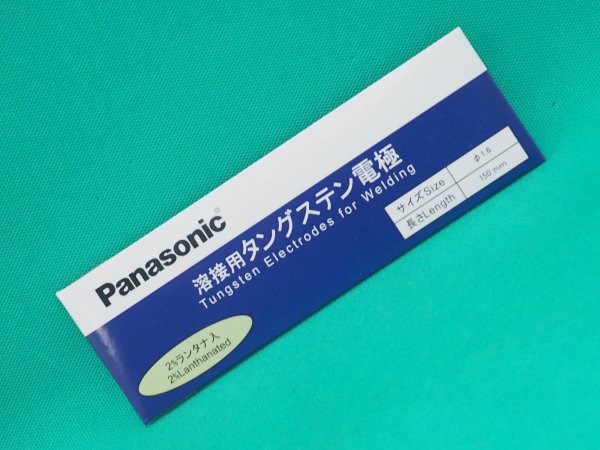 Panasonic®
溶接用タングステン電極
Tungsten Electrodes for Welding
サイズSize φ1.6
長さLength 150 mm
2%ランタナ入
2%Lanthanated